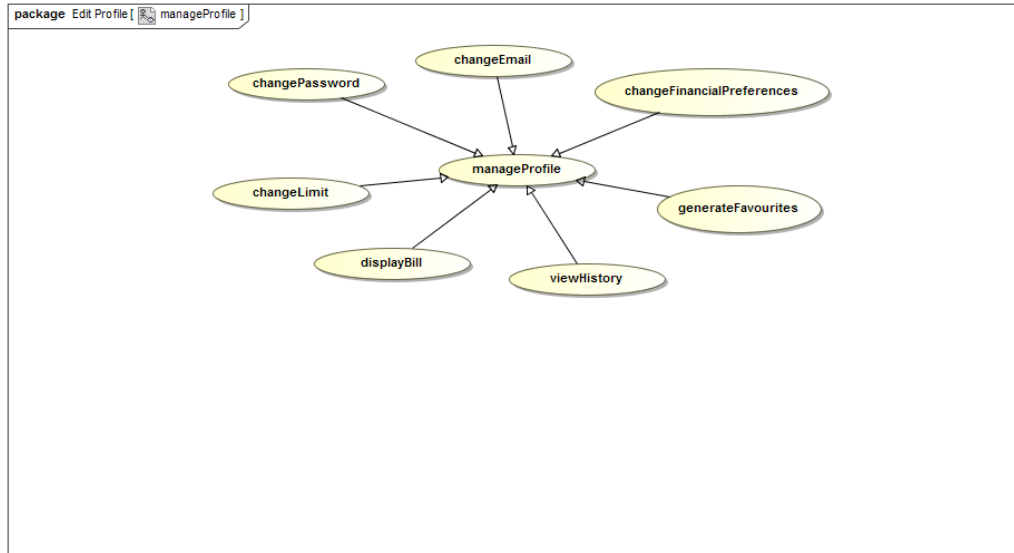 package Edit Profile [ manageProfile ]
changeEmail
changePassword
changeFinancialPreferences
manageProfile
changeLimit
generateFavourites
displayBill
viewHistory